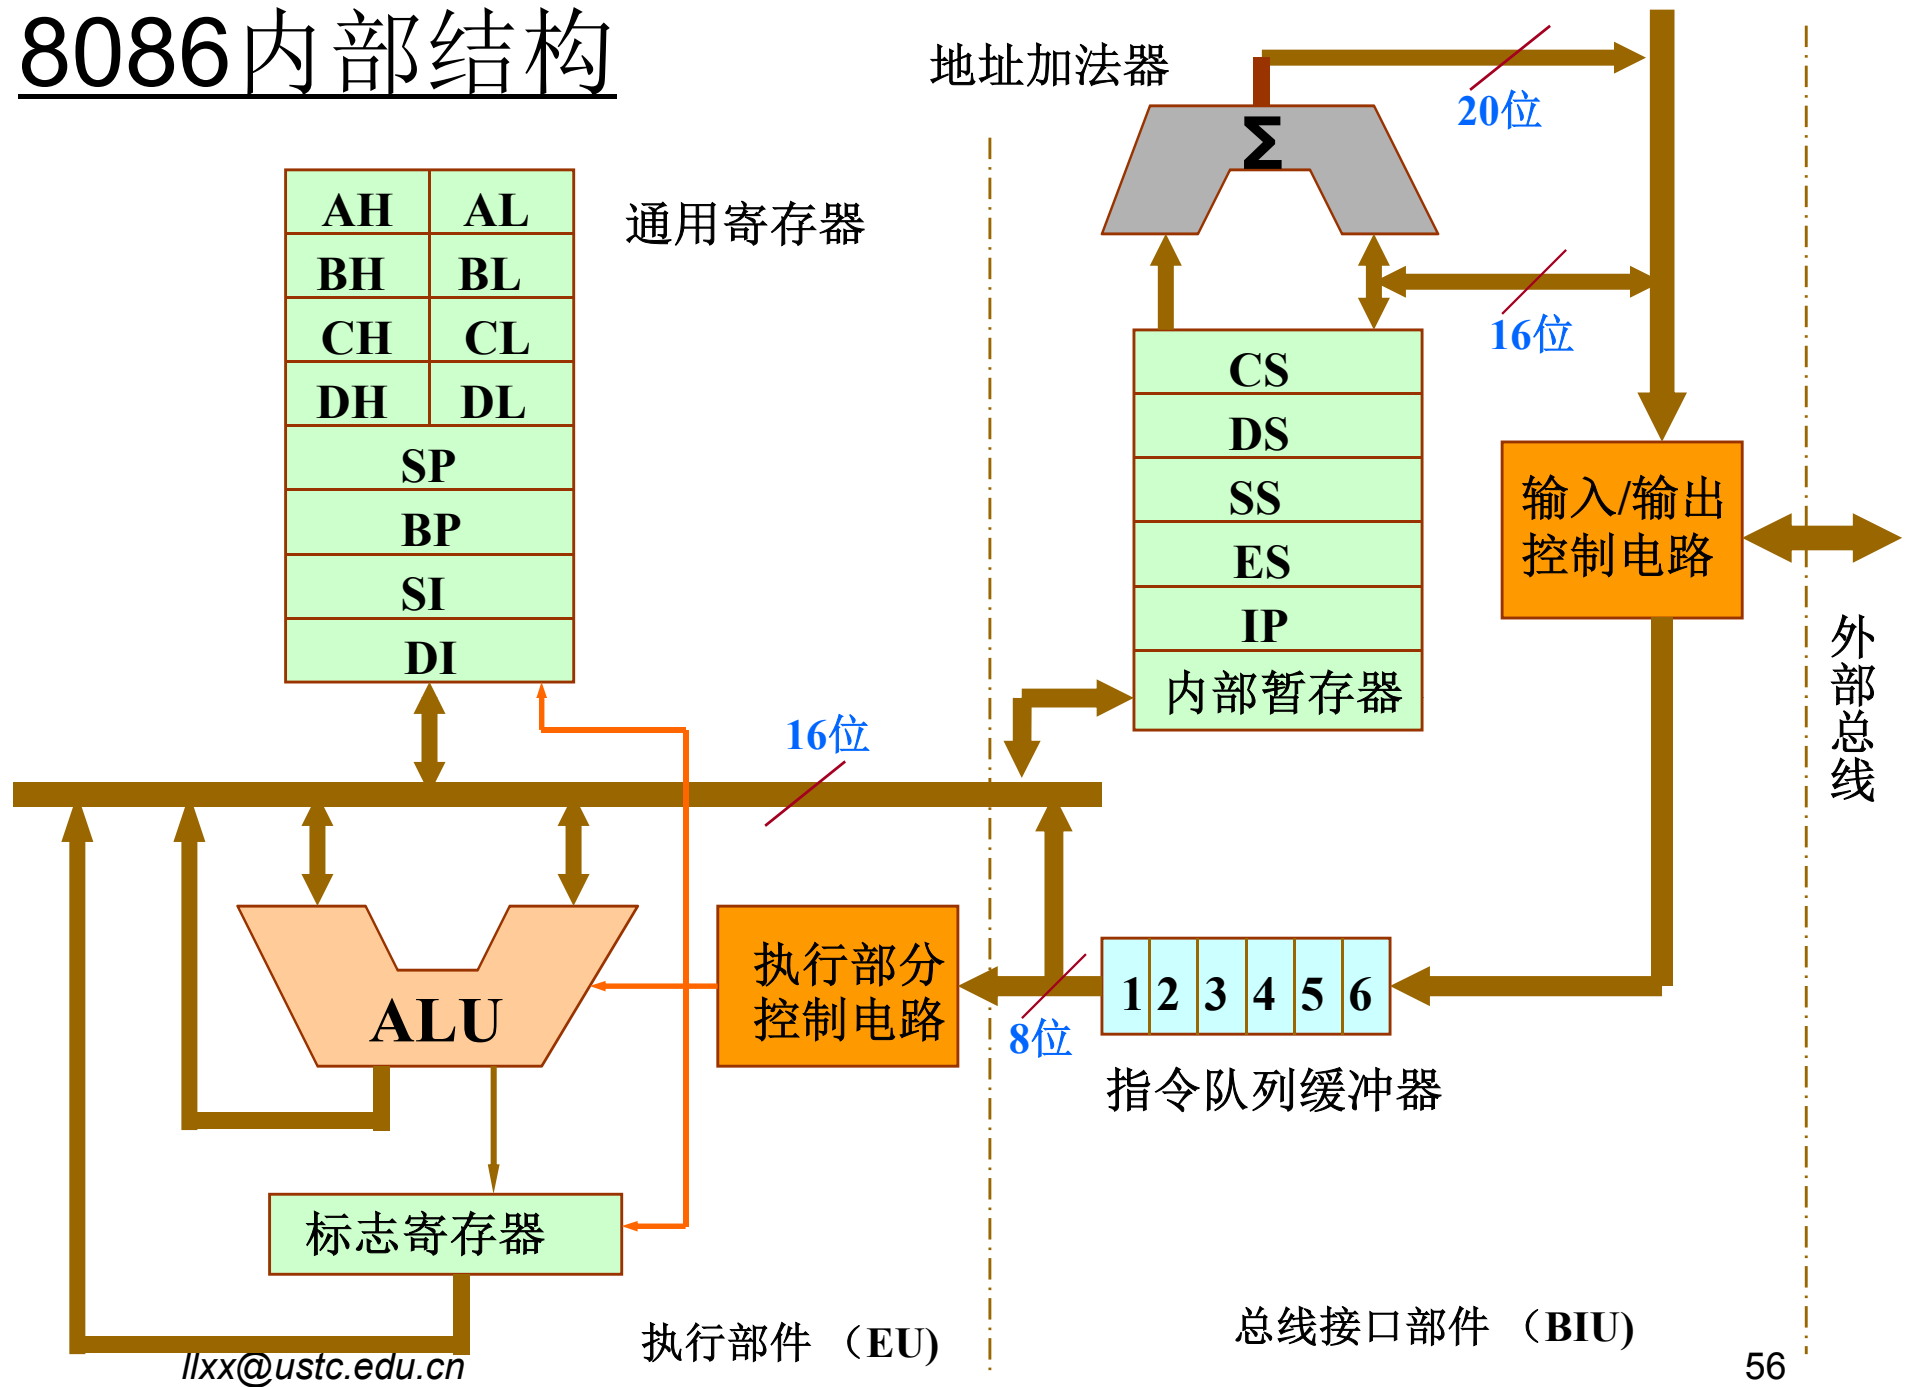 8086内部结构
地址加法器
20位
Σ
AH AL
BH BL
CH CL
DH DL
SP
BP
SI
DI
通用寄存器
16位
CS
DS
SS
ES
IP
内部暂存器
输入/输出
控制电路
外部总线
16位
ALU
执行部分
控制电路
8位
1 2 3 4 5 6
指令队列缓冲器
标志寄存器
执行部件 （EU)
总线接口部件 （BIU)
llxx@ustc.edu.cn
56